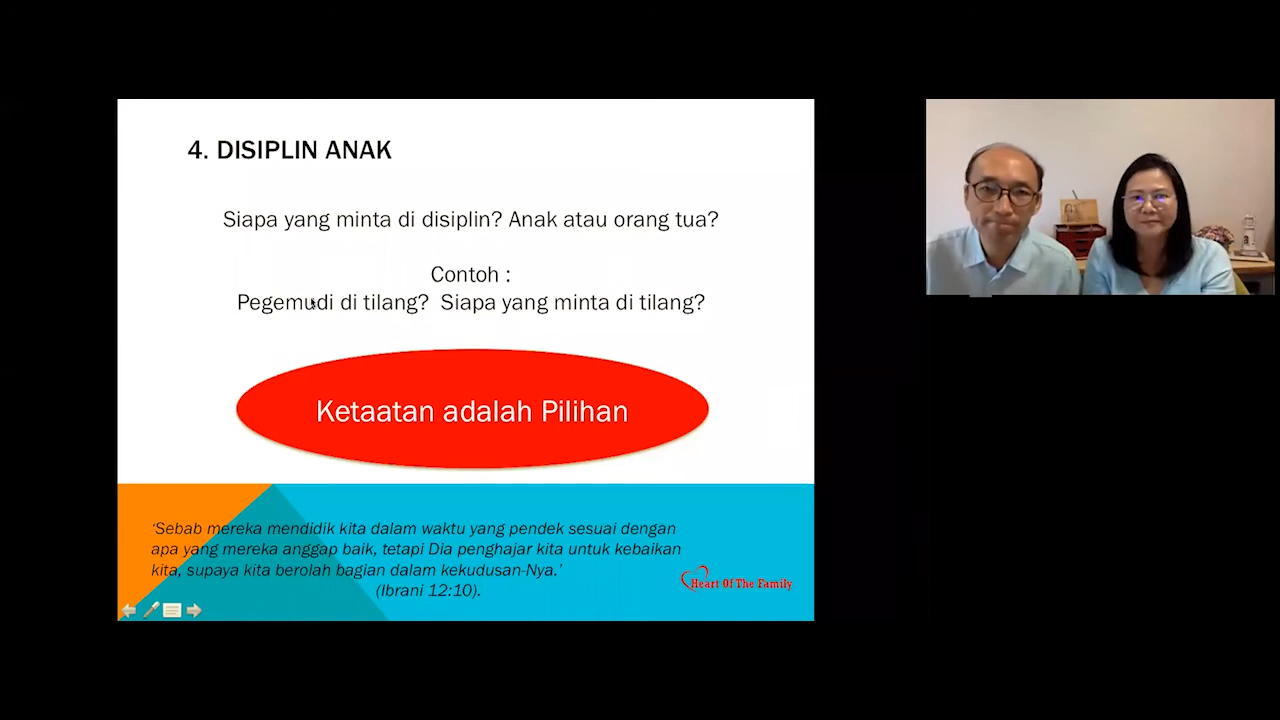 4. DISIPLIN ANAK
Siapa yang minta di disiplin? Anak atau orang tua?
Contoh :
Pegemudi di tilang? Siapa yang minta di tilang?
Ketaatan adalah Pilihan
‘Sebab mereka mendidik kita dalam waktu yang pendek sesuai dengan
apa yang mereka anggap baik, tetapi Dia penghajar kita untuk kebaikan
kita, supaya kita berolah bagian dalam kekudusan-Nya.’
(Ibrani 12:10).
Heart Of The Family